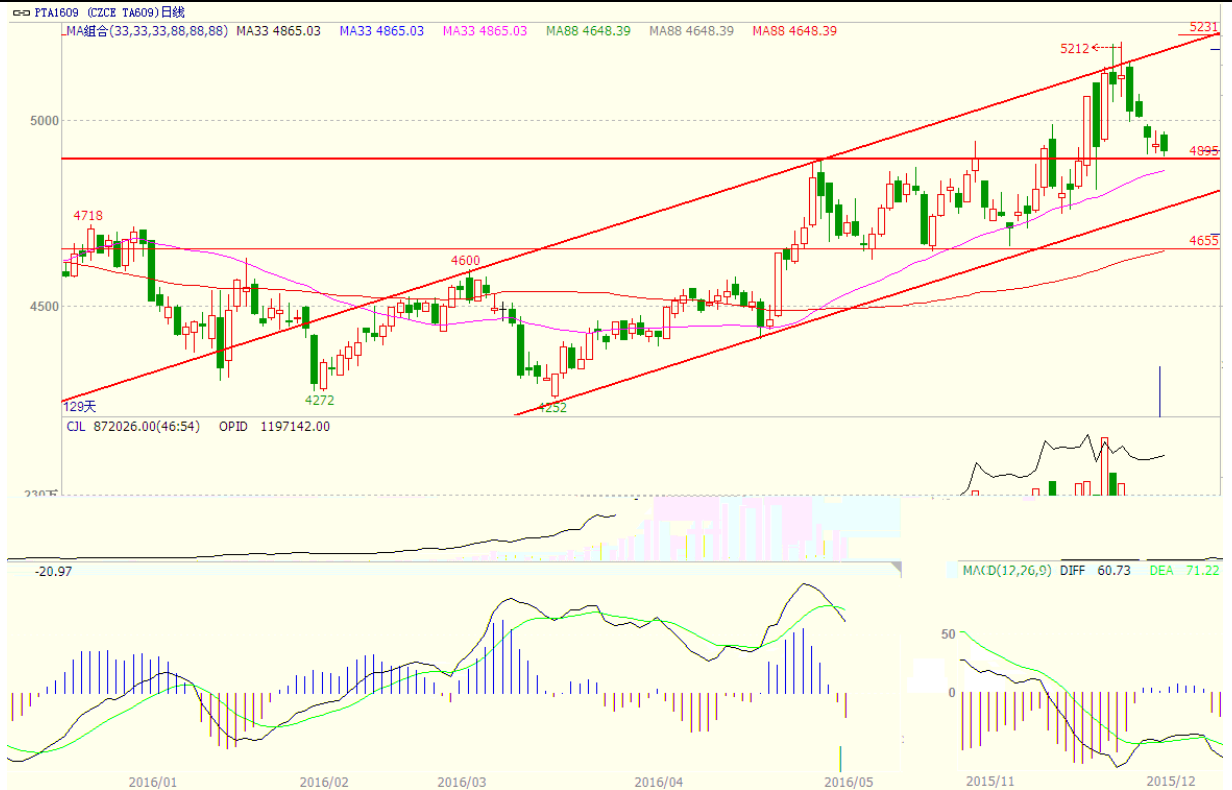 PTA1609 (CZCE TA609)日线
MA组合(33,33,33,88,88,88) MA33 4865.03 MA33 4865.03 MA33 4865.03 MA88 4648.39 MA88 4648.39 MA88 4648.39
5231
5212
5000
4895
4718
4655
4600
4500
4272
4252
129天
CJL 872026.00(46:54) OPID 1197142.00
230万
-20.97
MACD(12,26,9) DIFF 60.73 DEA 71.22
50
0
2016/01 2016/02 2016/03 2016/04 2016/05 2015/11 2015/12